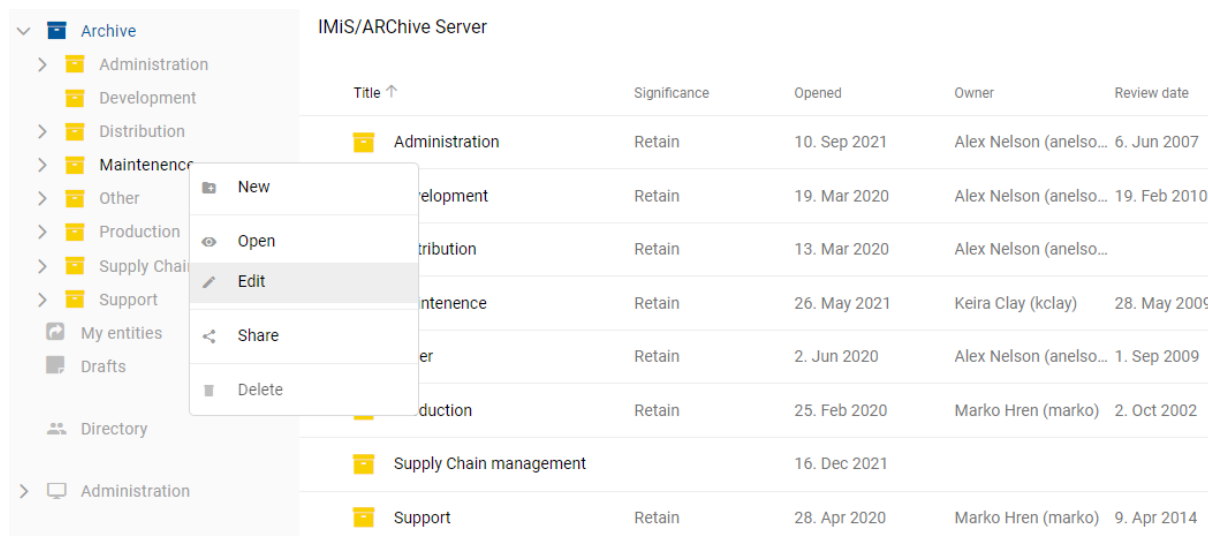 Archive
Administration
Development
Distribution
Maintenence
Other
Production
Supply Chai
Support
My entities
Drafts
Directory
Administration
New
Open
Edit
Share
Delete
IMiS/ARChive Server
Title Significance Opened Owner Review date
Administration Retain 10. Sep 2021 Alex Nelson (anelso... 6. Jun 2007
velopment Retain 19. Mar 2020 Alex Nelson (anelso... 19. Feb 2010
tribution Retain 13. Mar 2020 Alex Nelson (anelso...
ntenence Retain 26. May 2021 Keira Clay (kclay) 28. May 2009
er Retain 2. Jun 2020 Alex Nelson (anelso... 1. Sep 2009
duction Retain 25. Feb 2020 Marko Hren (marko) 2. Oct 2002
Supply Chain management 16. Dec 2021
Support Retain 28. Apr 2020 Marko Hren (marko) 9. Apr 2014